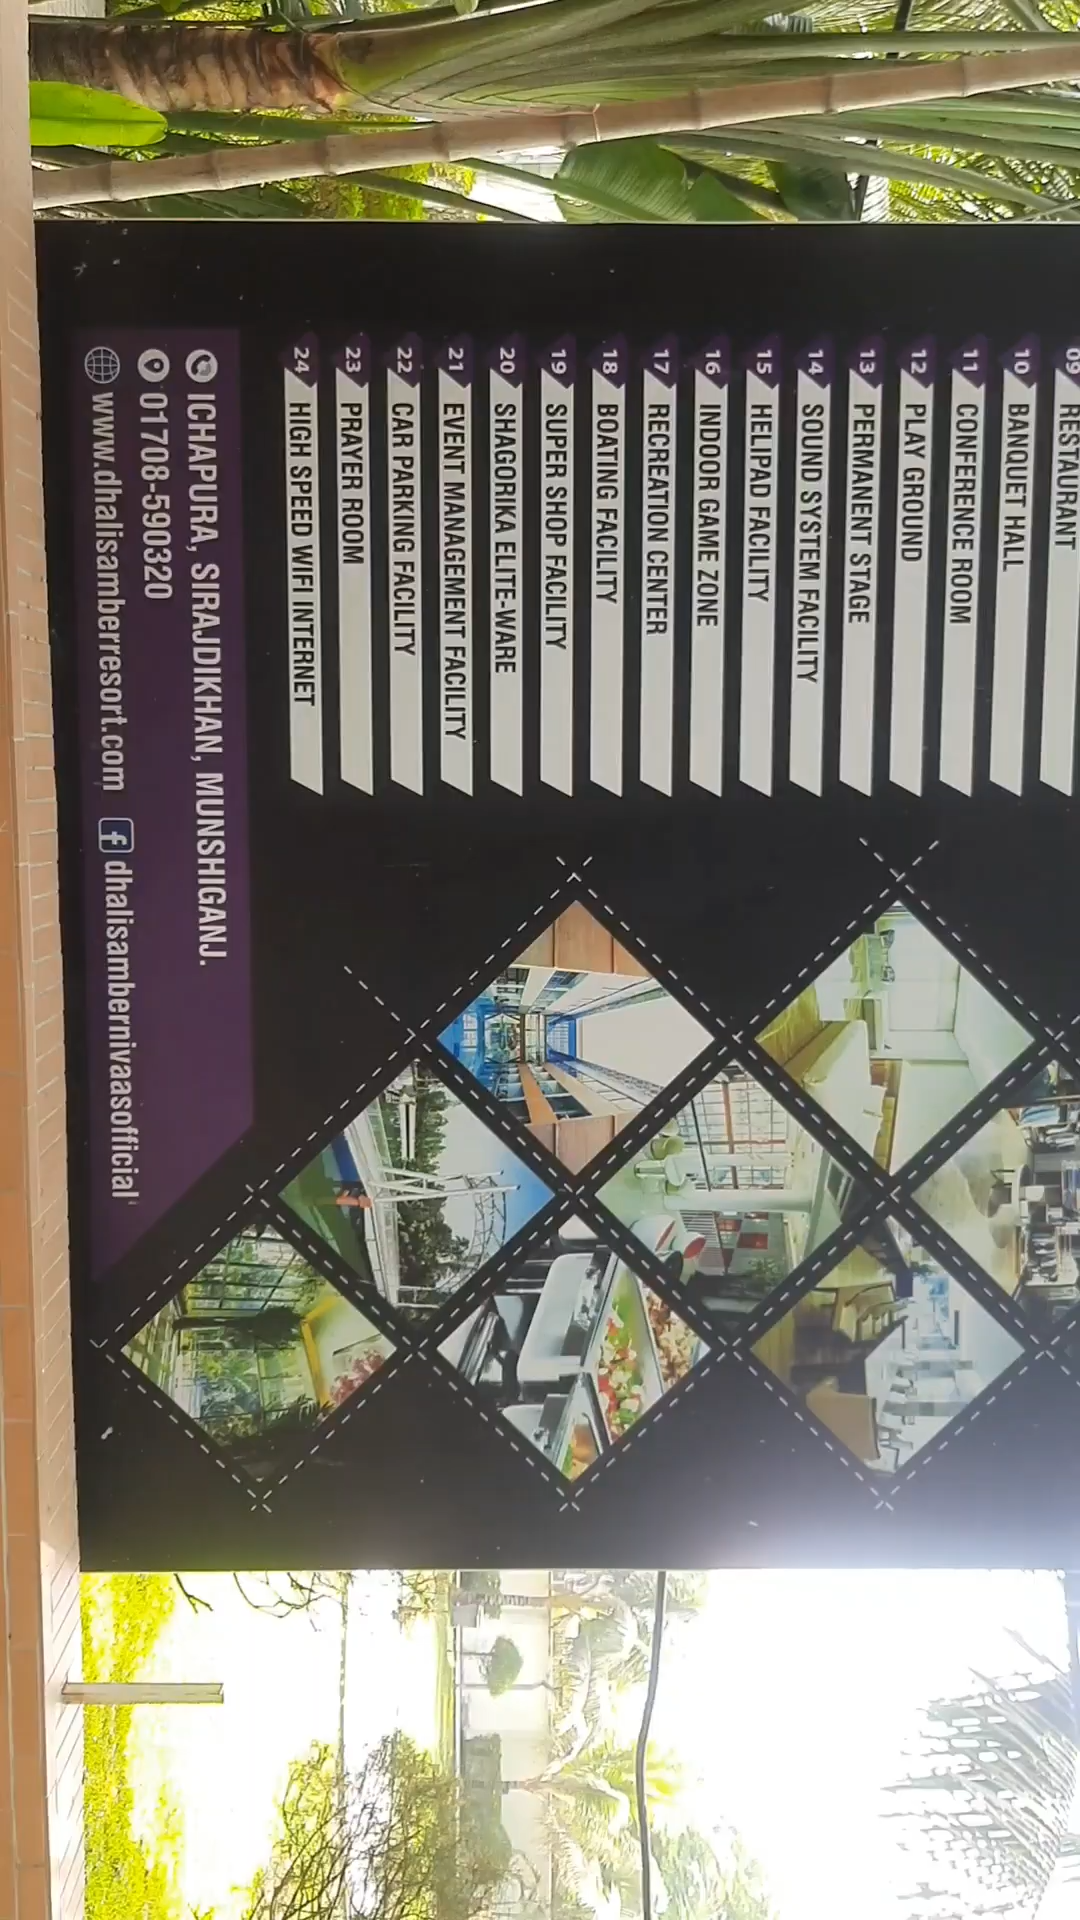 09 RESTAURANT
10 BANQUET HALL
11 CONFERENCE ROOM
12 PLAY GROUND
13 PERMANENT STAGE
14 SOUND SYSTEM FACILITY
15 HELIPAD FACILITY
16 INDOOR GAME ZONE
17 RECREATION CENTER
18 BOATING FACILITY
19 SUPER SHOP FACILITY
20 SHAGORIKA ELITE-WARE
21 EVENT MANAGEMENT FACILITY
22 CAR PARKING FACILITY
23 PRAYER ROOM
24 HIGH SPEED WIFI INTERNET
ICHAPURA, SIRAJDIKHAN, MUNSHIGANJ.
01708-590320
www.dhalisamberresort.com f dhalisambernivaasofficial